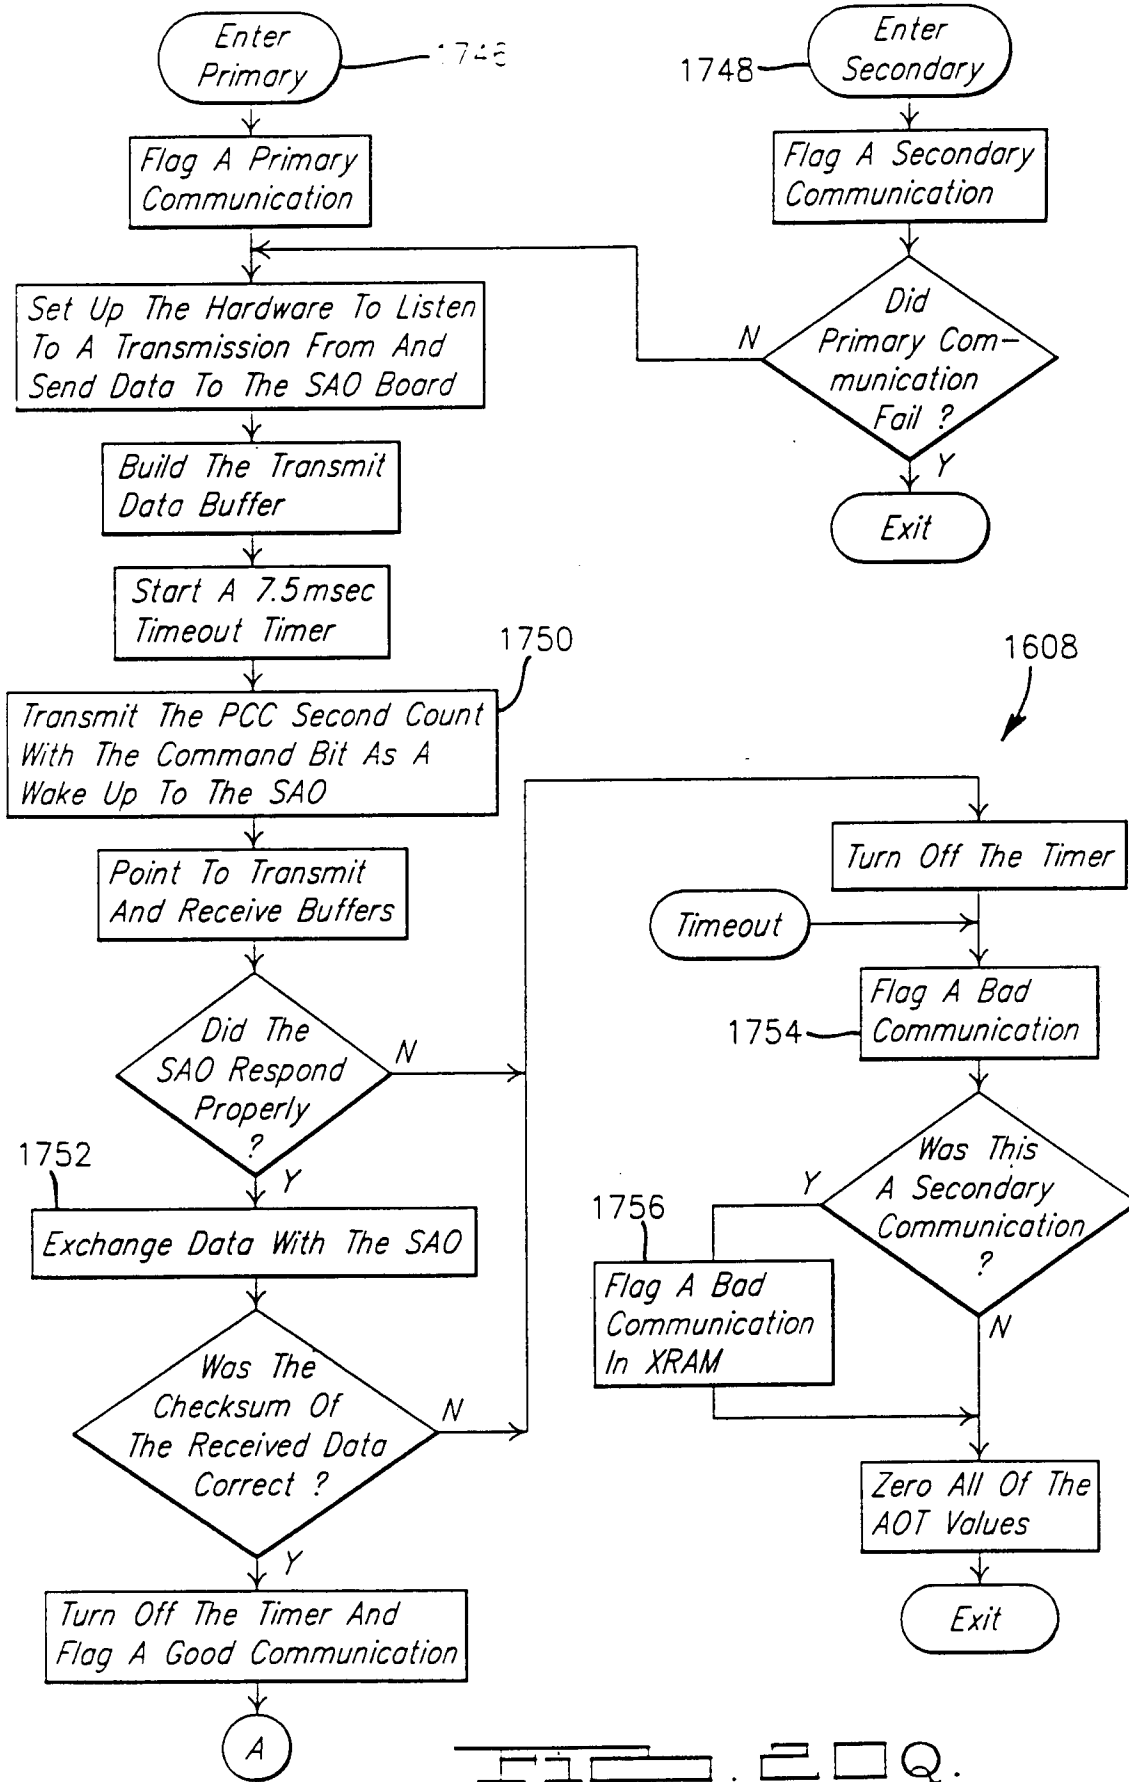 Enter
Primary
1746
Flag A Primary
Communication
Set Up The Hardware To Listen
To A Transmission From And
Send Data To The SAO Board
Build The Transmit
Data Buffer
Start A 7.5msec
Timeout Timer
1750
Transmit The PCC Second Count
With The Command Bit As A
Wake Up To The SAO
Point To Transmit
And Receive Buffers
Did The
SAO Respond
Properly
?
N
Y
1752
Exchange Data With The SAO
Was The
Checksum Of
The Received Data
Correct ?
N
Y
Turn Off The Timer And
Flag A Good Communication
A
Enter
Secondary
1748
Flag A Secondary
Communication
Did
Primary Com-
munication
Fail ?
N
Y
Exit
1608
Turn Off The Timer
Timeout
Flag A Bad
Communication
1754
Was This
A Secondary
Communication
?
Y
N
1756
Flag A Bad
Communication
In XRAM
Zero All Of The
AOT Values
Exit